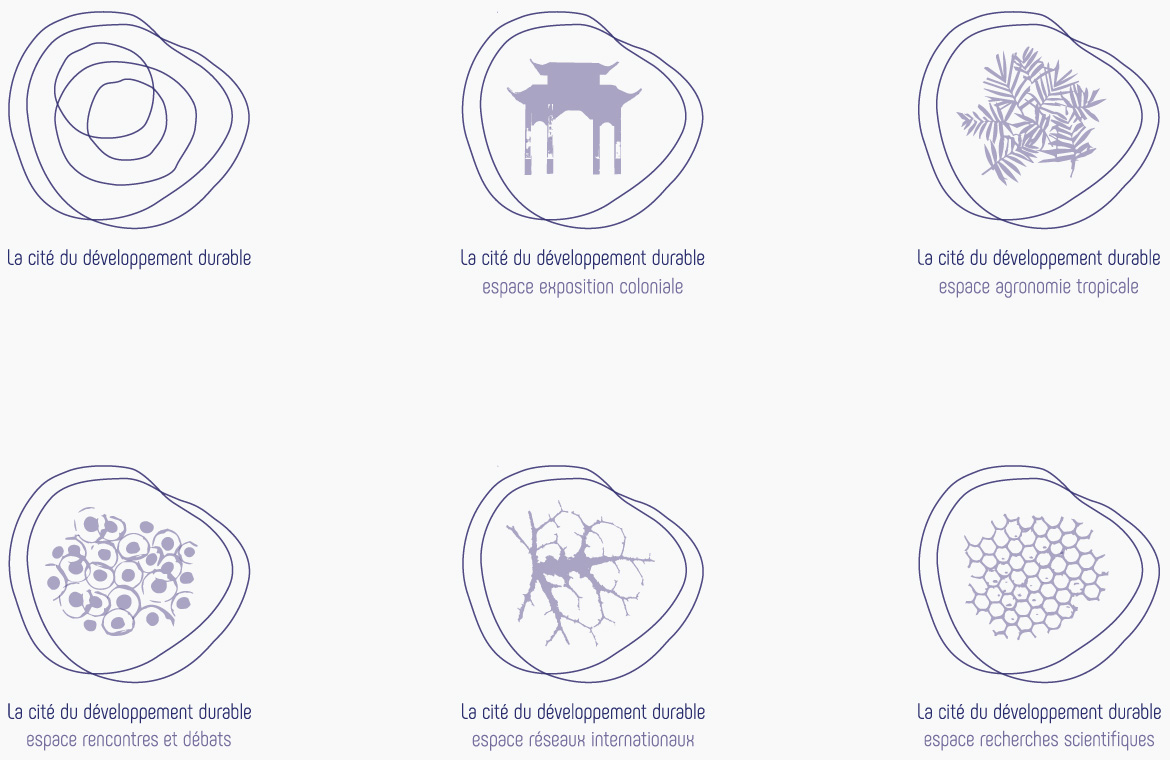 La cité du développement durable
La cité du développement durable
espace exposition coloniale
La cité du développement durable
espace agronomie tropicale
La cité du développement durable
espace rencontres et débats
La cité du développement durable
espace réseaux internationaux
La cité du développement durable
espace recherches scientifiques